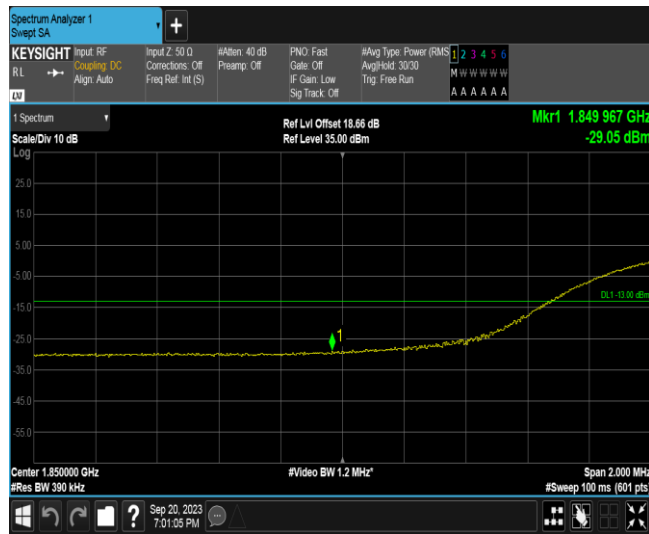 Spectrum Analyzer 1
Swept SA
KEYSIGHT Input: RF Input Z: 50 Ω #Atten: 40 dB PNO: Fast #Avg Type: Power (RMS 1 2 3 4 5 6
RL Coupling: DC Corrections: Off Preamp: Off Gate: Off Avg|Hold: 30/30 M W W W W W
Align: Auto Freq Ref: Int (S) IF Gain: Low Trig: Free Run
LXI Sig Track: Off A A A A A A
1 Spectrum Ref Lvl Offset 18.66 dB Mkr1 1.849 967 GHz
Scale/Div 10 dB Ref Level 35.00 dBm -29.05 dBm
Log
25.0
15.0
5.00
-5.00
DL1 -13.00 dBm
-15.0
1
-25.0
-35.0
-45.0
-55.0
Center 1.850000 GHz #Video BW 1.2 MHz* Span 2.000 MHz
#Res BW 390 kHz #Sweep 100 ms (601 pts
? Sep 20, 2023
7:01:05 PM